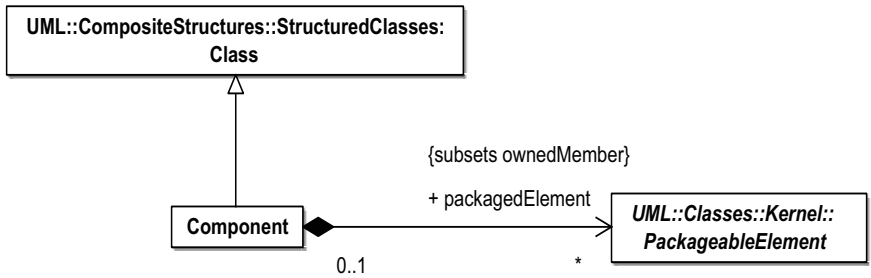 UML::CompositeStructures::StructuredClasses:
Class
{subsets ownedMember}
+ packagedElement
Component
UML::Classes::Kernel::
PackageableElement
0..1
*